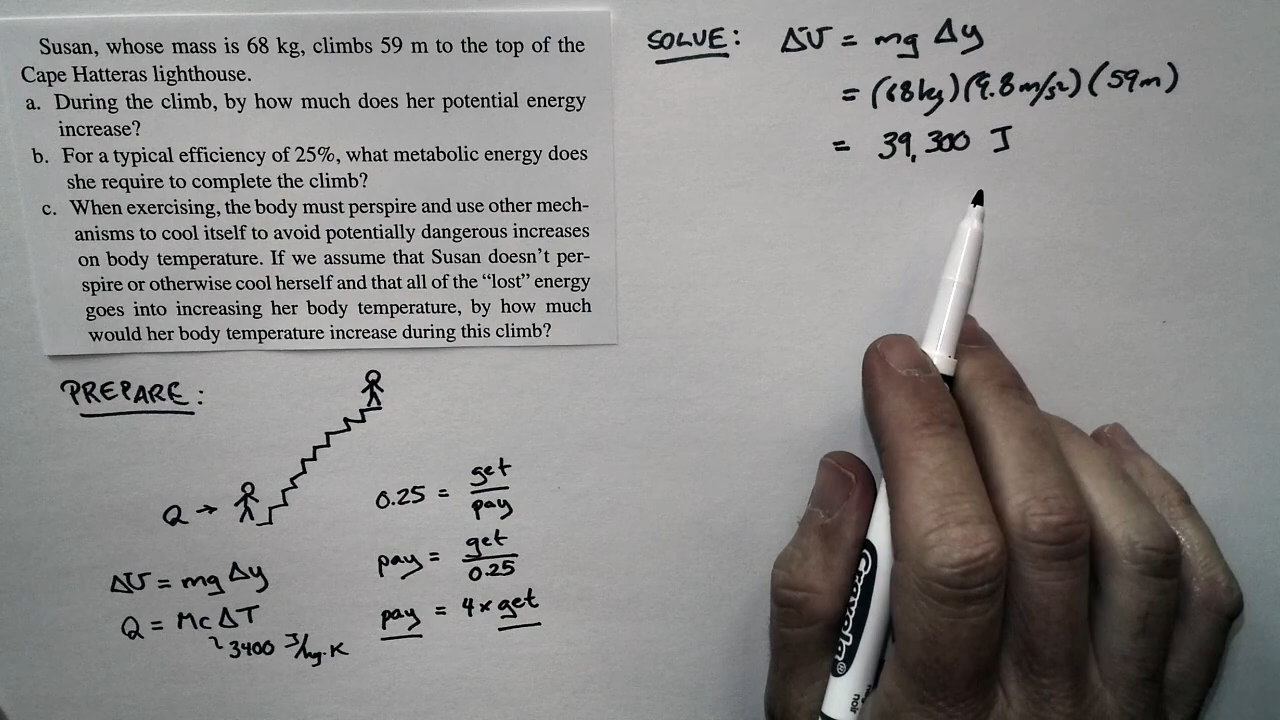 Susan, whose mass is 68 kg, climbs 59 m to the top of the
Cape Hatteras lighthouse.
a. During the climb, by how much does her potential energy
increase?
b. For a typical efficiency of 25%, what metabolic energy does
she require to complete the climb?
c. When exercising, the body must perspire and use other mech-
anisms to cool itself to avoid potentially dangerous increases
on body temperature. If we assume that Susan doesn't per-
spire or otherwise cool herself and that all of the “lost” energy
goes into increasing her body temperature, by how much
would her body temperature increase during this climb?
PREPARE:
Q →
ΔU = mg Δy
Q = McΔT
~3400 J/kg·K
0.25 = get/pay
pay = get/0.25
pay = 4 × get
SOLVE: ΔU = mg Δy
= (68kg)(9.8m/s²)(59m)
= 39,300 J
Crayola®
noir